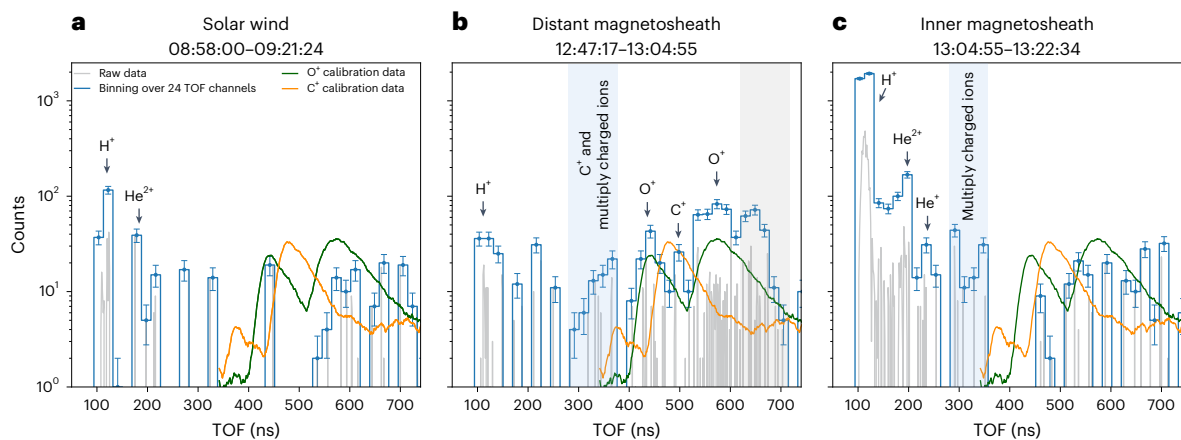 a
Solar wind
08:58:00–09:21:24
b
Distant magnetosheath
12:47:17–13:04:55
c
Inner magnetosheath
13:04:55–13:22:34
Raw data
Binning over 24 TOF channels
O⁺ calibration data
C⁺ calibration data
Counts
10³
10²
10¹
10⁰
H⁺
He²⁺
100 200 300 400 500 600 700
TOF (ns)
H⁺
C⁺ and
multiply charged ions
O⁺
C⁺
O⁺
100 200 300 400 500 600 700
TOF (ns)
H⁺
He²⁺
He⁺
Multiply charged ions
100 200 300 400 500 600 700
TOF (ns)